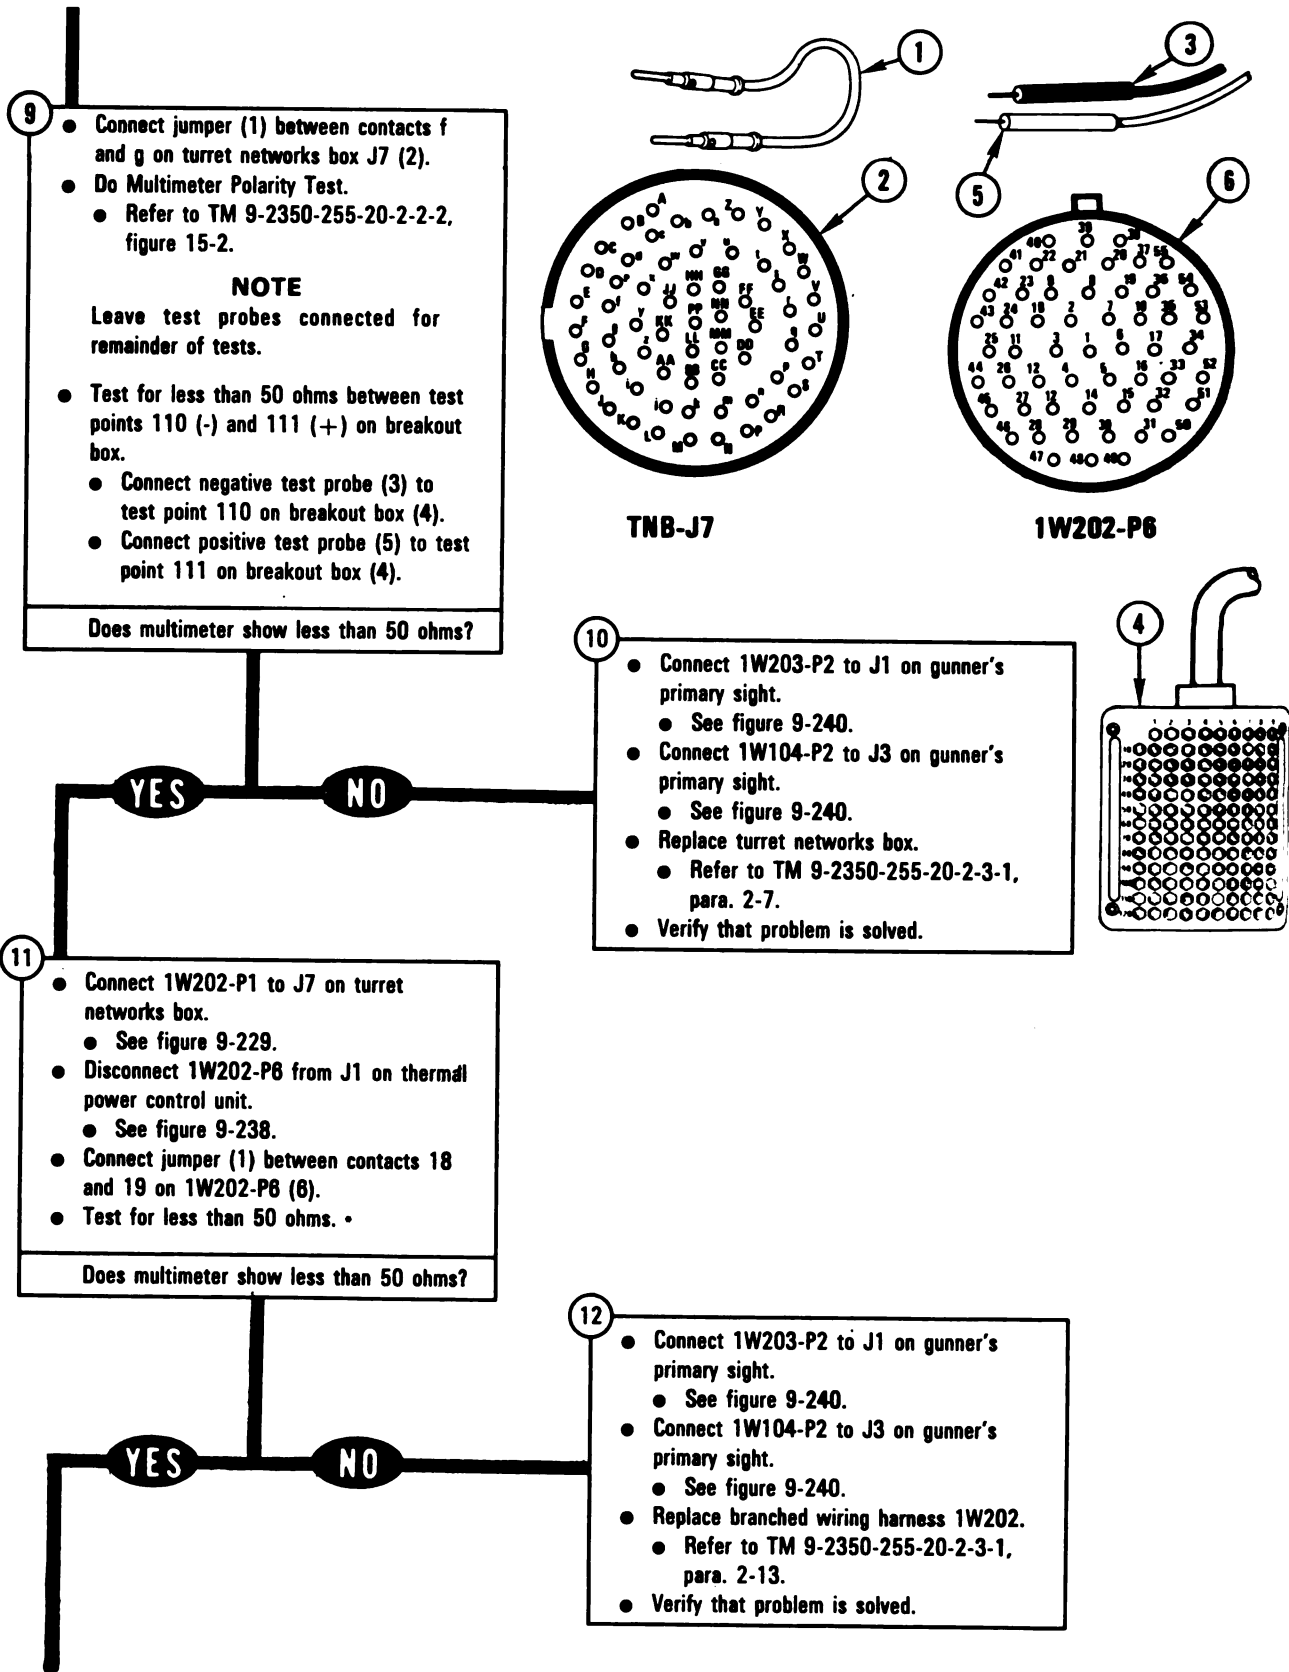 9
● Connect jumper (1) between contacts f
and g on turret networks box J7 (2).
● Do Multimeter Polarity Test.
● Refer to TM 9-2350-255-20-2-2-2,
figure 15-2.
NOTE
Leave test probes connected for
remainder of tests.
● Test for less than 50 ohms between test
points 110 (-) and 111 (+) on breakout
box.
● Connect negative test probe (3) to
test point 110 on breakout box (4).
● Connect positive test probe (5) to test
point 111 on breakout box (4).
Does multimeter show less than 50 ohms?
1
2
3
5
6
TNB-J7
1W202-P6
4
YES
NO
10
● Connect 1W203-P2 to J1 on gunner's
primary sight.
● See figure 9-240.
● Connect 1W104-P2 to J3 on gunner's
primary sight.
● See figure 9-240.
● Replace turret networks box.
● Refer to TM 9-2350-255-20-2-3-1,
para. 2-7.
● Verify that problem is solved.
11
● Connect 1W202-P1 to J7 on turret
networks box.
● See figure 9-229.
● Disconnect 1W202-P6 from J1 on thermal
power control unit.
● See figure 9-238.
● Connect jumper (1) between contacts 18
and 19 on 1W202-P6 (6).
● Test for less than 50 ohms.
Does multimeter show less than 50 ohms?
YES
NO
12
● Connect 1W203-P2 to J1 on gunner's
primary sight.
● See figure 9-240.
● Connect 1W104-P2 to J3 on gunner's
primary sight.
● See figure 9-240.
● Replace branched wiring harness 1W202.
● Refer to TM 9-2350-255-20-2-3-1,
para. 2-13.
● Verify that problem is solved.